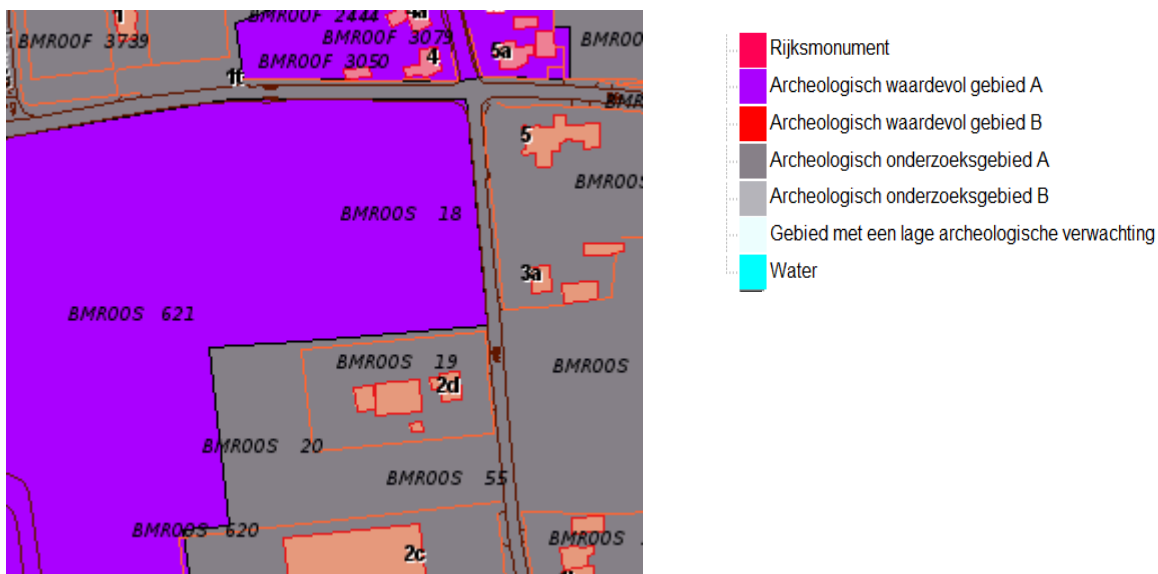 1
BMROOF 2444
BMROOF 3739
BMROOF 3079
BMROO
BMROOF 3050
4
5a
1f
5
BMROOS
BMROOS 18
3a
BMROOS 621
BMROOS 19
BMROOS
2d
BMROOS 20
BMROOS 55
BMROOS 620
BMROOS
2c
Rijksmonument
Archeologisch waardevol gebied A
Archeologisch waardevol gebied B
Archeologisch onderzoeksgebied A
Archeologisch onderzoeksgebied B
Gebied met een lage archeologische verwachting
Water